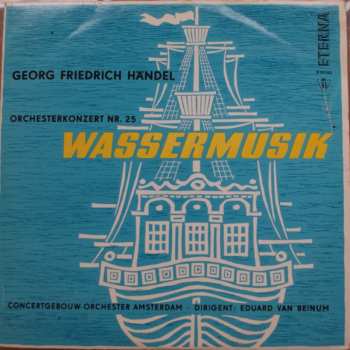 ETERNA
GEORG FRIEDRICH HÄNDEL
ORCHESTERKONZERT NR. 25
WASSERMUSIK
CONCERTGEBOUW ORCHESTER AMSTERDAM · DIRIGENT: EDUARD VAN BEINUM